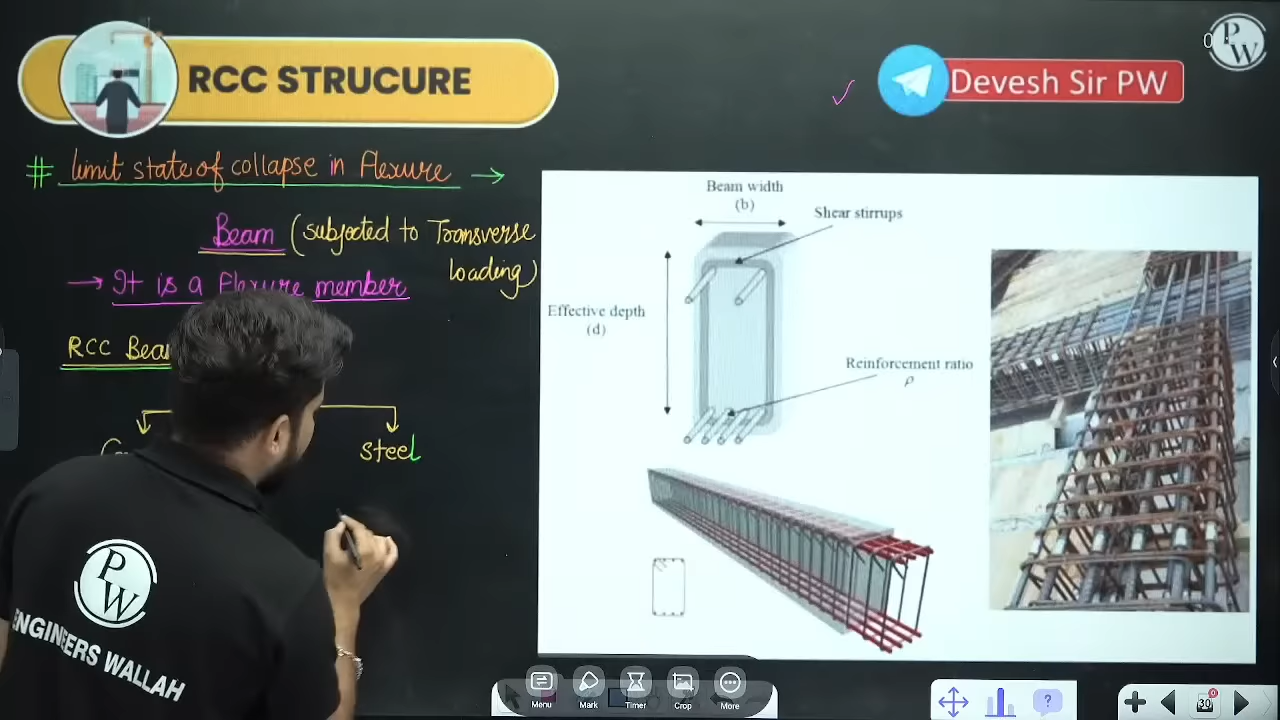 RCC STRUCURE
Devesh Sir PW
PW
# limit state of collapse in Flexure →
Beam (subjected to Transverse
loading)
→ It is a Flexure member
RCC Bea
steel
Beam width
(b)
Shear stirrups
Effective depth
(d)
Reinforcement ratio
ρ
PW
ENGINEERS WALLAH
Menu
Mark
Timer
Crop
More
30